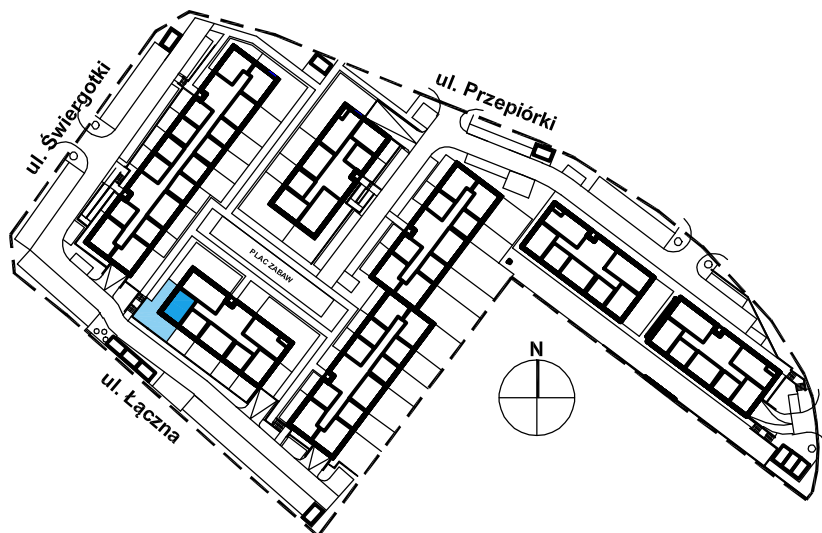 ul. Przepiórki
ul. Świergotki
PLAC ZABAW
N
ul. Łączna